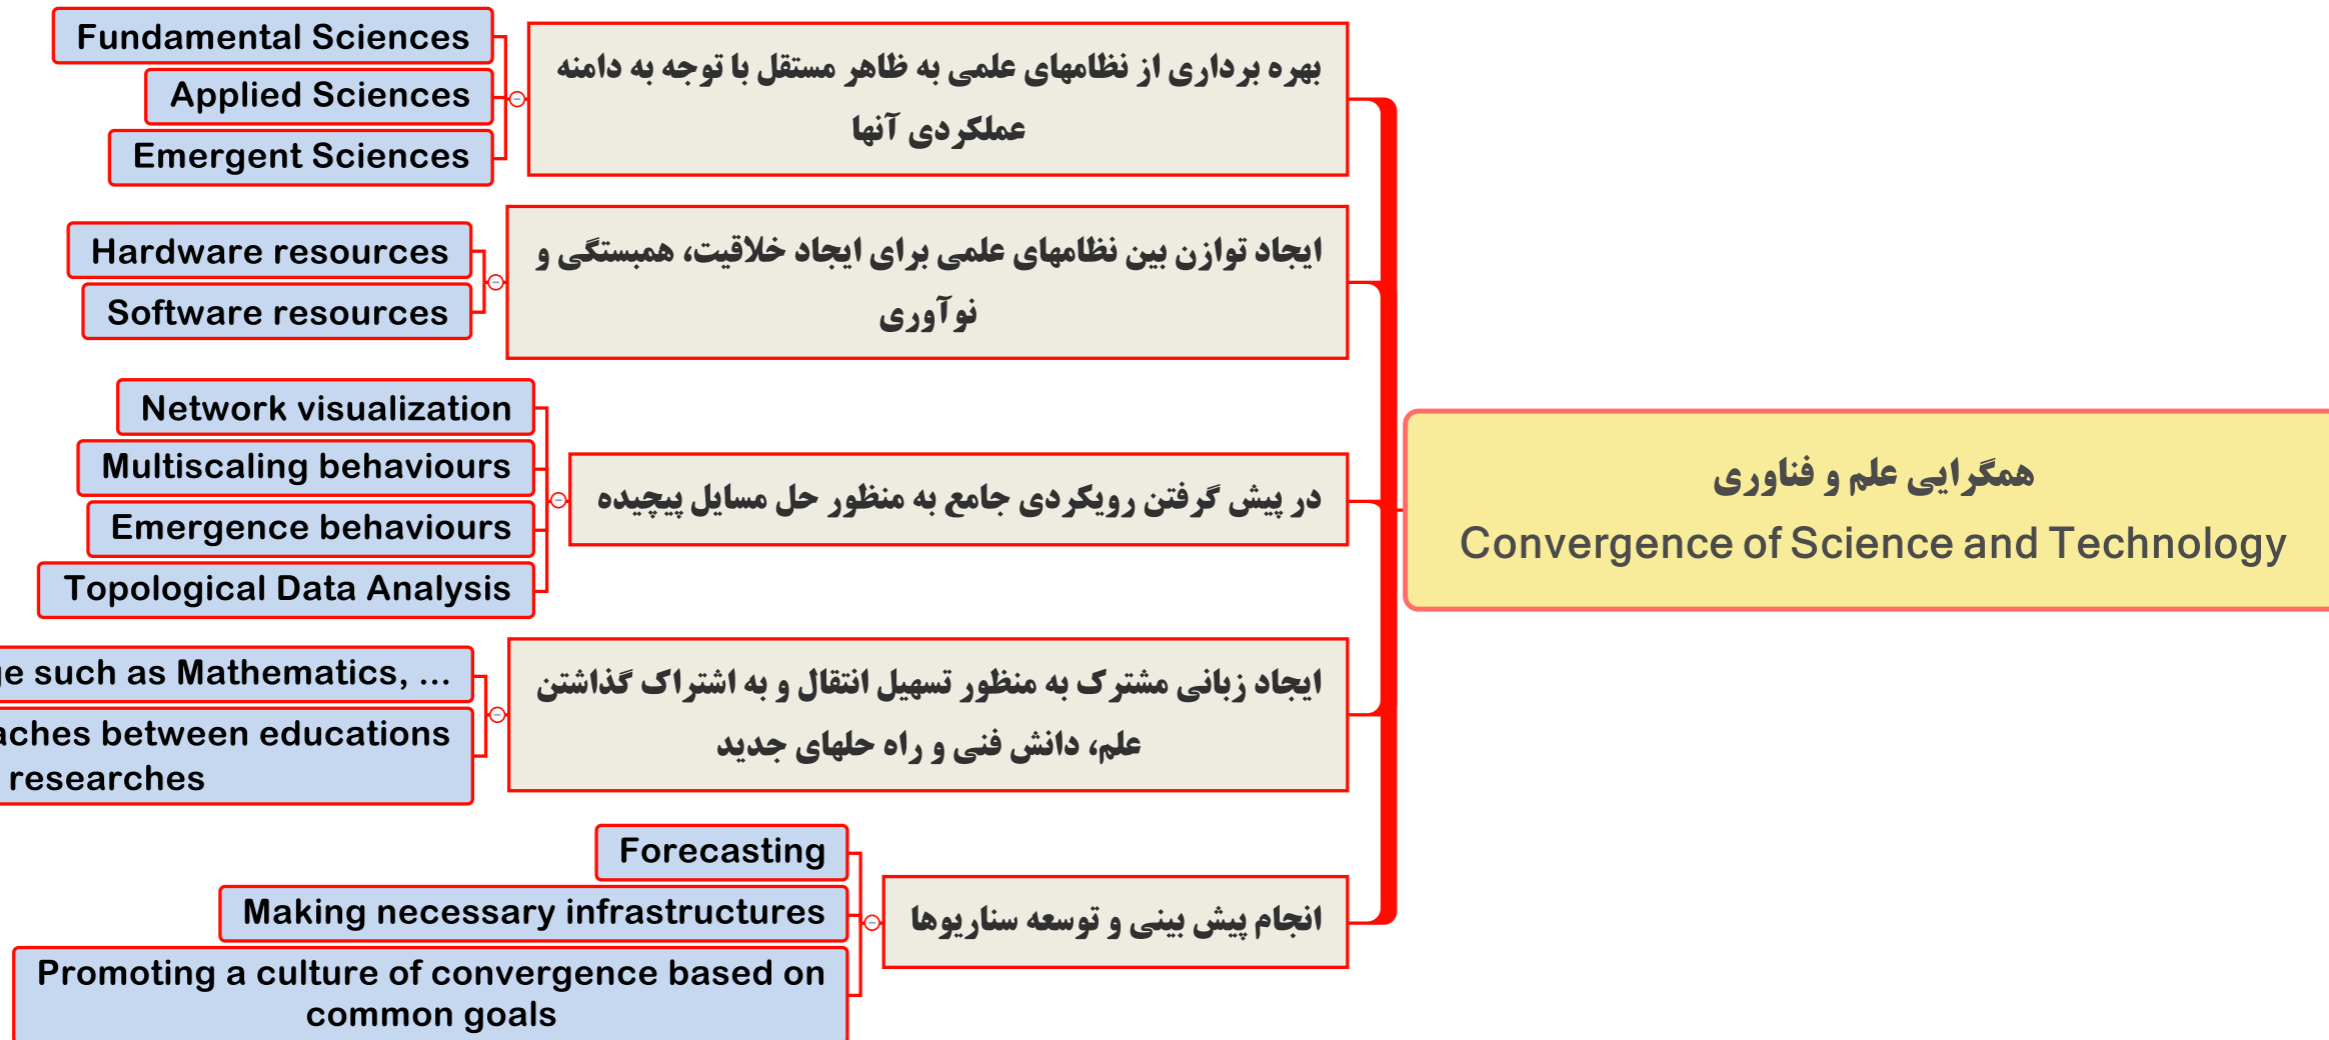 همگرایی علم و فناوری
Convergence of Science and Technology
بهره برداری از نظامهای علمی به ظاهر مستقل با توجه به دامنه
عملکردی آنها
Fundamental Sciences
Applied Sciences
Emergent Sciences
ایجاد توازن بین نظامهای علمی برای ایجاد خلاقیت، همبستگی و
نوآوری
Hardware resources
Software resources
در پیش گرفتن رویکردی جامع به منظور حل مسایل پیچیده
Network visualization
Multiscaling behaviours
Emergence behaviours
Topological Data Analysis
ایجاد زبانی مشترک به منظور تسهیل انتقال و به اشتراک گذاشتن
علم، دانش فنی و راه حلهای جدید
such as Mathematics, ...
between educations
researches
انجام پیش بینی و توسعه سناریوها
Forecasting
Making necessary infrastructures
Promoting a culture of convergence based on
common goals